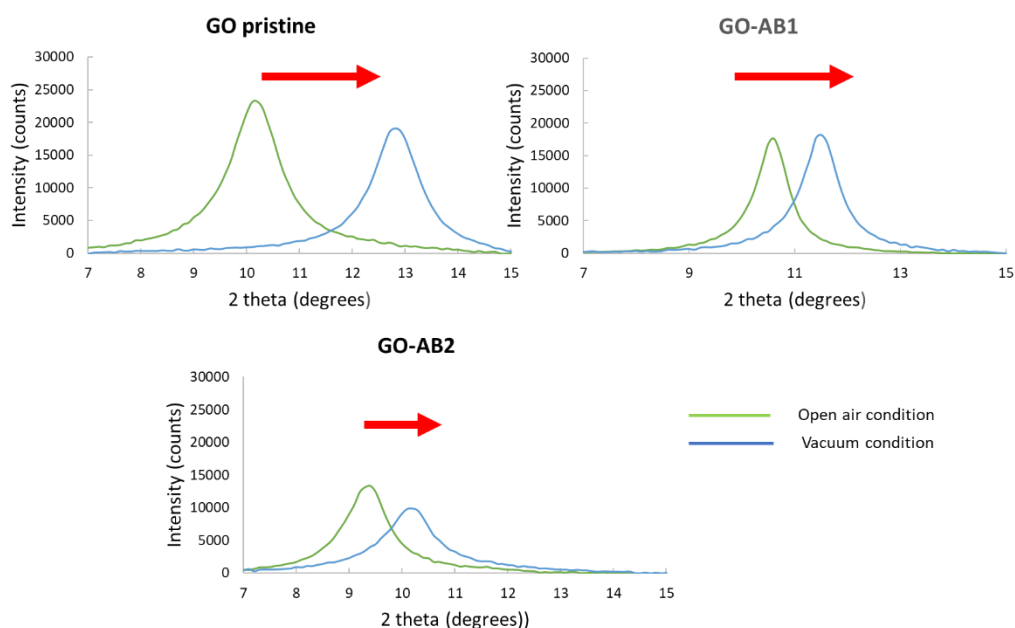 GO pristine
30000
25000
20000
15000
10000
5000
0
Intensity (counts)
7 8 9 10 11 12 13 14 15
2 theta (degrees)
GO-AB1
30000
25000
20000
15000
10000
5000
0
Intensity (counts)
7 9 11 13 15
2 theta (degrees)
GO-AB2
30000
25000
20000
15000
10000
5000
0
Intensity (counts)
7 8 9 10 11 12 13 14 15
2 theta (degrees))
Open air condition
Vacuum condition